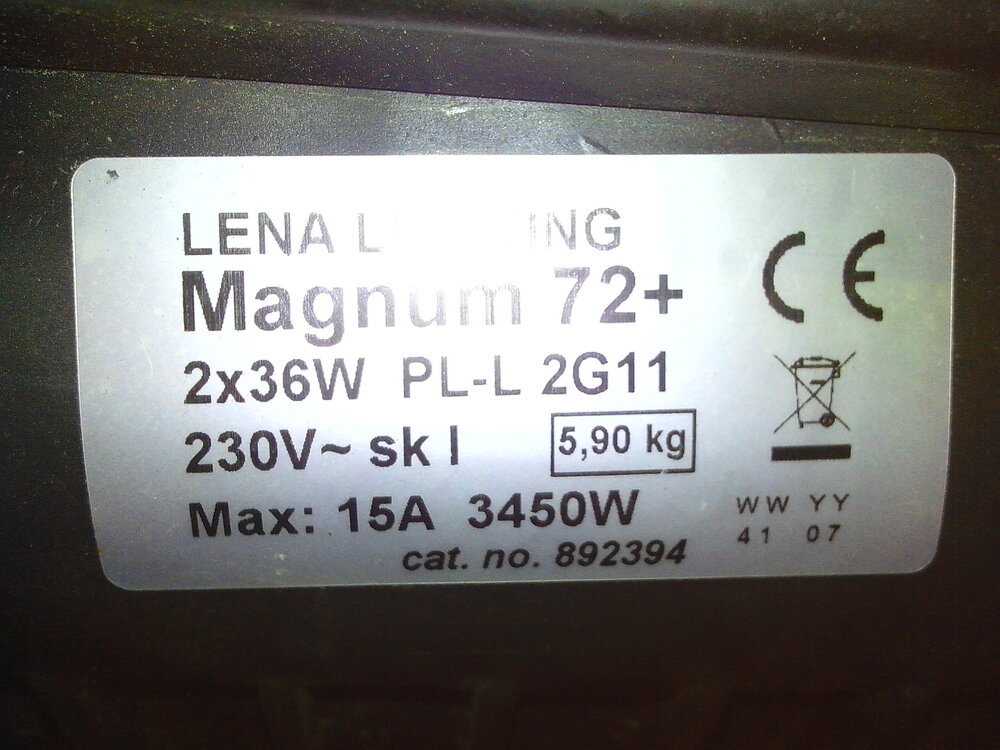 LENA
Magnum 72+
2x36W PL-L 2G11
230V~ sk I
5,90 kg
Max: 15A 3450W
cat. no. 892394
CE
WW YY
41 07